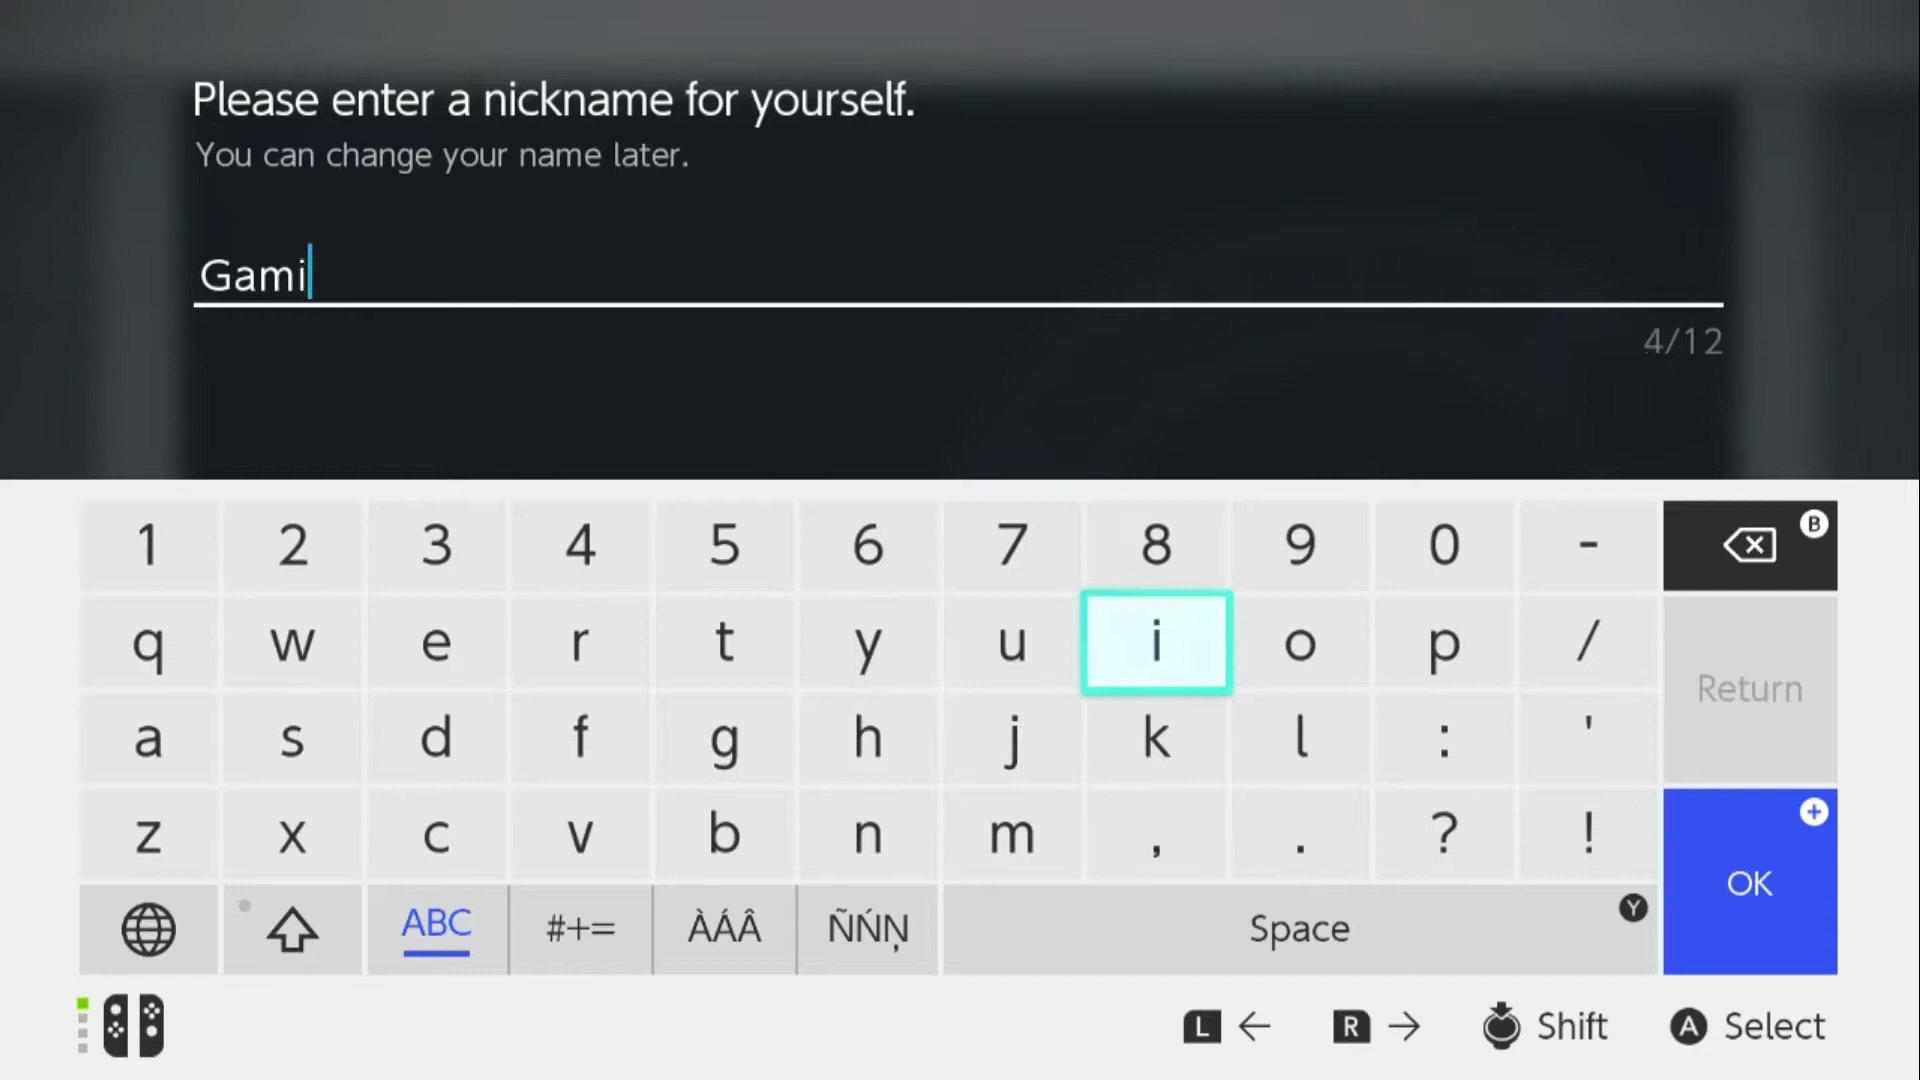 Please enter a nickname for yourself.
You can change your name later.
Gami
4/12
1 2 3 4 5 6 7 8 9 0 - B
q w e r t y u i o p / Return
a s d f g h j k l : '
z x c v b n m , . ? ! + OK
ABC #+= ÀÁÂ ÑŃŅ Space Y
L ← R → Shift A Select